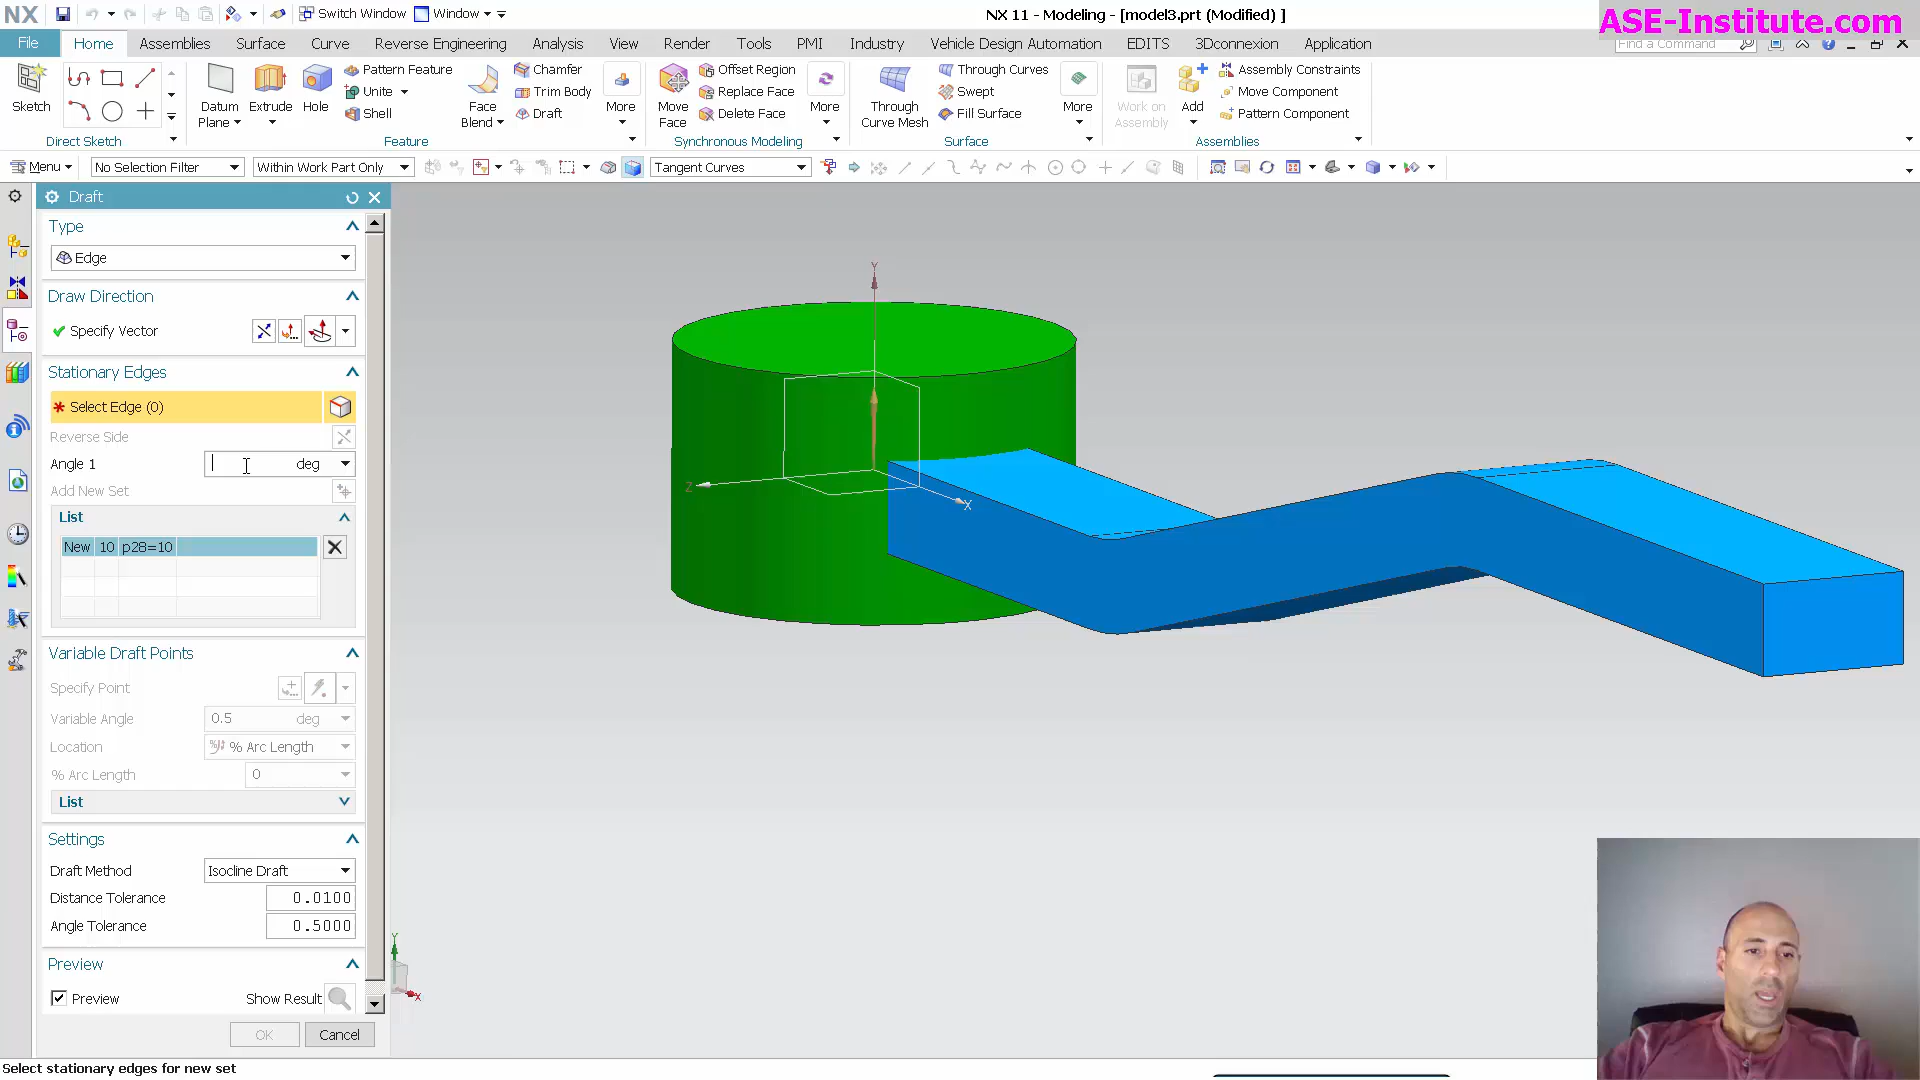 NX Switch Window Window NX 11 - Modeling - [model3.prt (Modified) ] ASE-Institute.com
File Home Assemblies Surface Curve Reverse Engineering Analysis View Render Tools PMI Industry Vehicle Design Automation EDITS 3Dconnexion Application Find a Command
Pattern Feature Chamfer Offset Region Through Curves Assembly Constraints
Unite Trim Body Replace Face Swept Move Component
Shell Draft Delete Face Fill Surface Pattern Component
Sketch Datum Plane Extrude Hole Face Blend More Move Face More Through Curve Mesh More Work on Assembly Add
Direct Sketch Feature Synchronous Modeling Surface Assemblies
Menu No Selection Filter Within Work Part Only Tangent Curves
Draft
Type
Edge
Draw Direction
Specify Vector
Stationary Edges
* Select Edge (0)
Reverse Side
Angle 1 deg
Add New Set
List
New 10 p28=10
Variable Draft Points
Specify Point
Variable Angle 0.5 deg
Location % Arc Length
% Arc Length 0
List
Settings
Draft Method Isocline Draft
Distance Tolerance 0.0100
Angle Tolerance 0.5000
Preview
Preview Show Result
OK Cancel
Select stationary edges for new set
Y
Z
X
Y
X